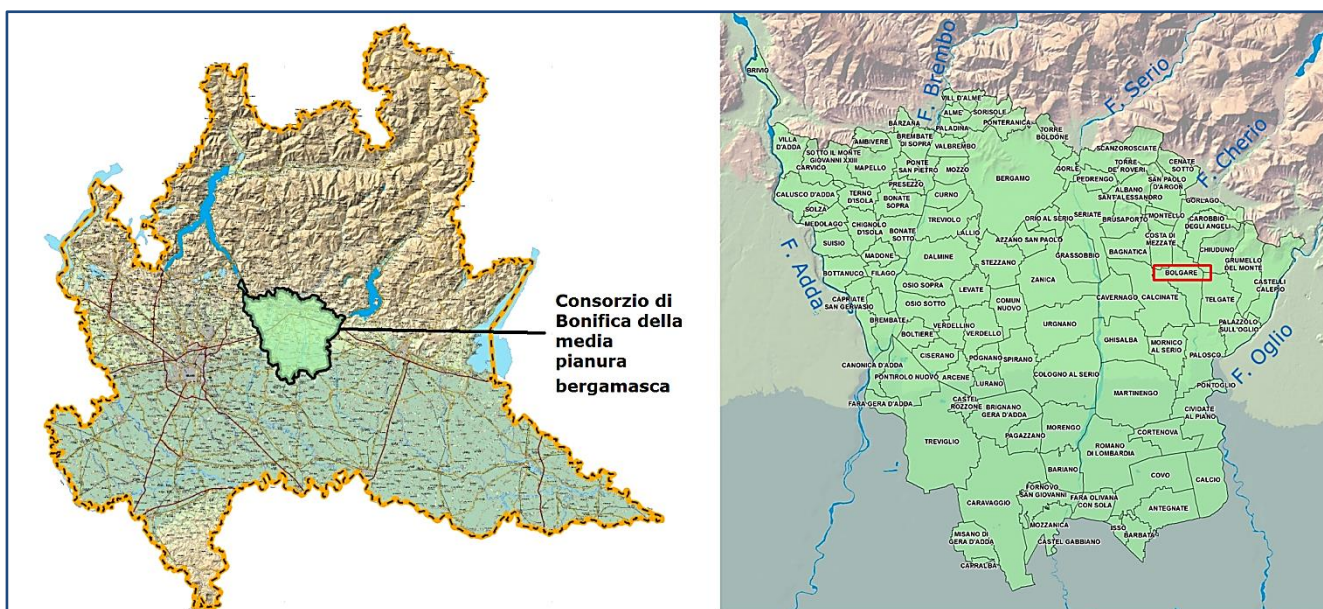 Consorzio di
Bonifica della
media
pianura
bergamasca
F. Brembo
F. Serio
F. Cherio
F. Adda
F. Oglio
BRIVIO
VILL D'ALME
ALME
SORISOLE
PONTERANICA
PALADINA
BARZANA
BREMBATE
DI SOPRA
VALBREMBO
TORRE
BOLDONE
VILLA
D'ADDA
AMBIVERE
SOTTO IL MONTE
GIOVANNI XXIII
CARVICO
MAPELLO
PONTE
SAN PIETRO
MOZZO
BERGAMO
GORLE
SCANZOROSCIATE
TORRE
DE' ROVERI
CENATE
SOTTO
PEDRENGO
SAN PAOLO
D'ARGON
CALUSCO D'ADDA
TERNO
D'ISOLA
PRESEZZO
BONATE
SOPRA
CURNO
ALBANO
SANT'ALESSANDRO
GORLAGO
SOLZA
MEDOLAGO
CHIGNOLO
D'ISOLA
BONATE
SOTTO
TREVIOLO
LALLIO
ORIO AL SERIO
SERIATE
BRUSAPORTO
MONTELLO
CAROBBIO
DEGLI ANGELI
SUISIO
MADONE
DALMINE
STEZZANO
AZZANO SAN PAOLO
GRASSOBBIO
BAGNATICA
COSTA DI
MEZZATE
CHIUDUNO
GRUMELLO
DEL MONTE
BOTTANUCO
FILAGO
OSIO SOPRA
LEVATE
ZANICA
BOLGARE
CASTELLI
CALEPIO
CAPRIATE
SAN GERVASIO
OSIO SOTTO
COMUN
NUOVO
CAVERNAGO
CALCINATE
TELGATE
BREMBATE
BOLTIERE
VERDELLINO
VERDELLO
URGNANO
GHISALBA
MORNICO
AL SERIO
PALAZZOLO
SULL'OGLIO
CANONICA D'ADDA
CISERANO
POGNANO
SPIRANO
PALOSCO
PONTIROLO NUOVO
ARCENE
LURANO
COLOGNO AL SERIO
MARTINENGO
PONTOGLIO
FARA GERA D'ADDA
CASTEL
ROZZONE
BRIGNANO
GERA D'ADDA
CIVIDATE
AL PIANO
TREVIGLIO
PAGAZZANO
MORENGO
ROMANO
DI LOMBARDIA
CORTENOVA
BARIANO
COVO
CALCIO
CARAVAGGIO
FORNOVO
SAN GIOVANNI
FARA OLIVANA
CON SOLA
ANTEGNATE
MOZZANICA
ISSO
BARBATA
MISANO DI
GERA D'ADDA
CASTEL GABBIANO
CAPRALBA